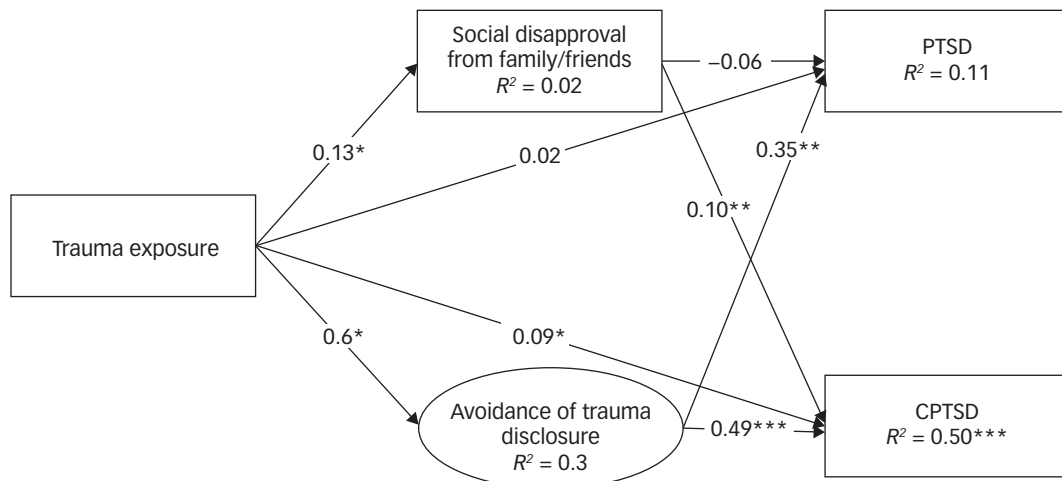 Social disapproval
from family/friends
R² = 0.02
PTSD
R² = 0.11
–0.06
0.13*
0.02
0.35**
0.10**
Trauma exposure
0.6*
0.09*
Avoidance of trauma
disclosure
R² = 0.3
0.49***
CPTSD
R² = 0.50***